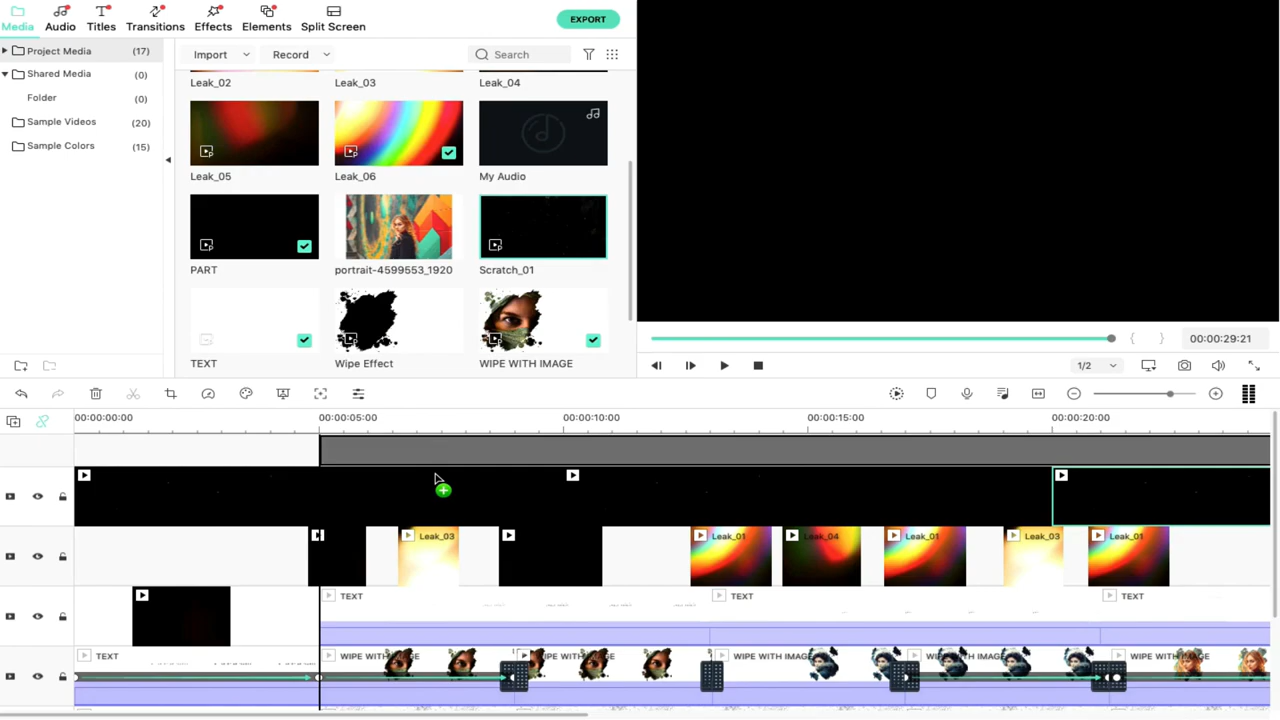 Media Audio Titles Transitions Effects Elements Split Screen EXPORT
Project Media (17)
Shared Media (0)
Folder (0)
Sample Videos (20)
Sample Colors (15)
Import Record Search
Leak_02 Leak_03 Leak_04
Leak_05 Leak_06 My Audio
PART portrait-4599553_1920 Scratch_01
TEXT Wipe Effect WIPE WITH IMAGE
00:00:29:21
1/2
00:00:00:00 00:00:05:00 00:00:10:00 00:00:15:00 00:00:20:00
Leak_03 Leak_01 Leak_04 Leak_01 Leak_03 Leak_01
TEXT TEXT TEXT
TEXT WIPE WITH IMAGE WIPE WITH IMAGE WIPE WITH IMAGE WIPE WITH IMAGE